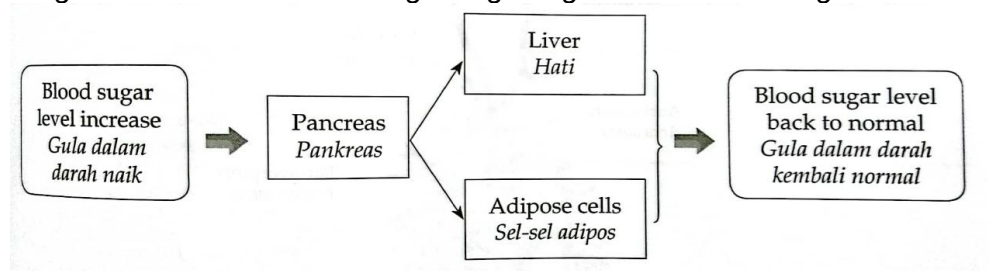 Blood sugar
level increase
Gula dalam
darah naik
Pancreas
Pankreas
Liver
Hati
Adipose cells
Sel-sel adipos
Blood sugar level
back to normal
Gula dalam darah
kembali normal